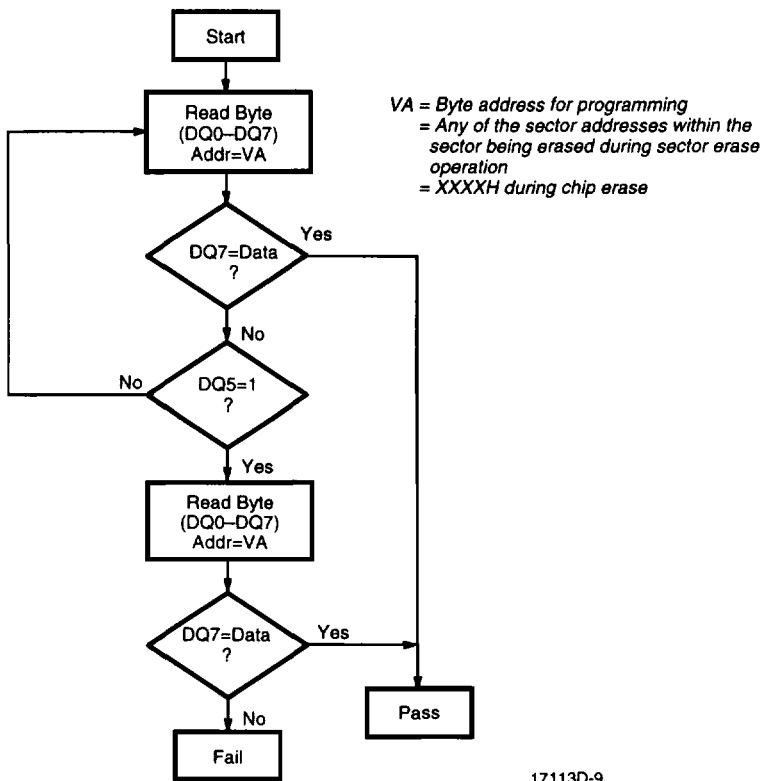 Start
Read Byte
(DQ0–DQ7)
Addr=VA
VA = Byte address for programming
= Any of the sector addresses within the
sector being erased during sector erase
operation
= XXXXH during chip erase
DQ7=Data
?
Yes
No
DQ5=1
?
No
Yes
Read Byte
(DQ0–DQ7)
Addr=VA
DQ7=Data
?
Yes
No
Pass
Fail
17113D-9